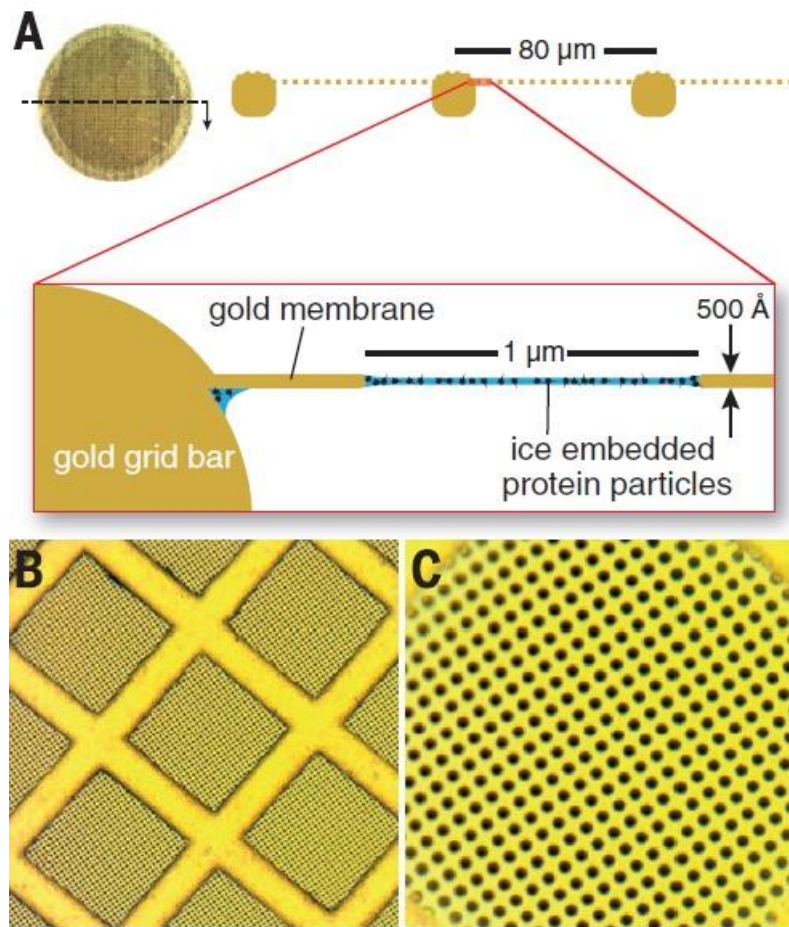 A
80 µm
gold membrane
500 Å
1 µm
gold grid bar
ice embedded
protein particles
B
C